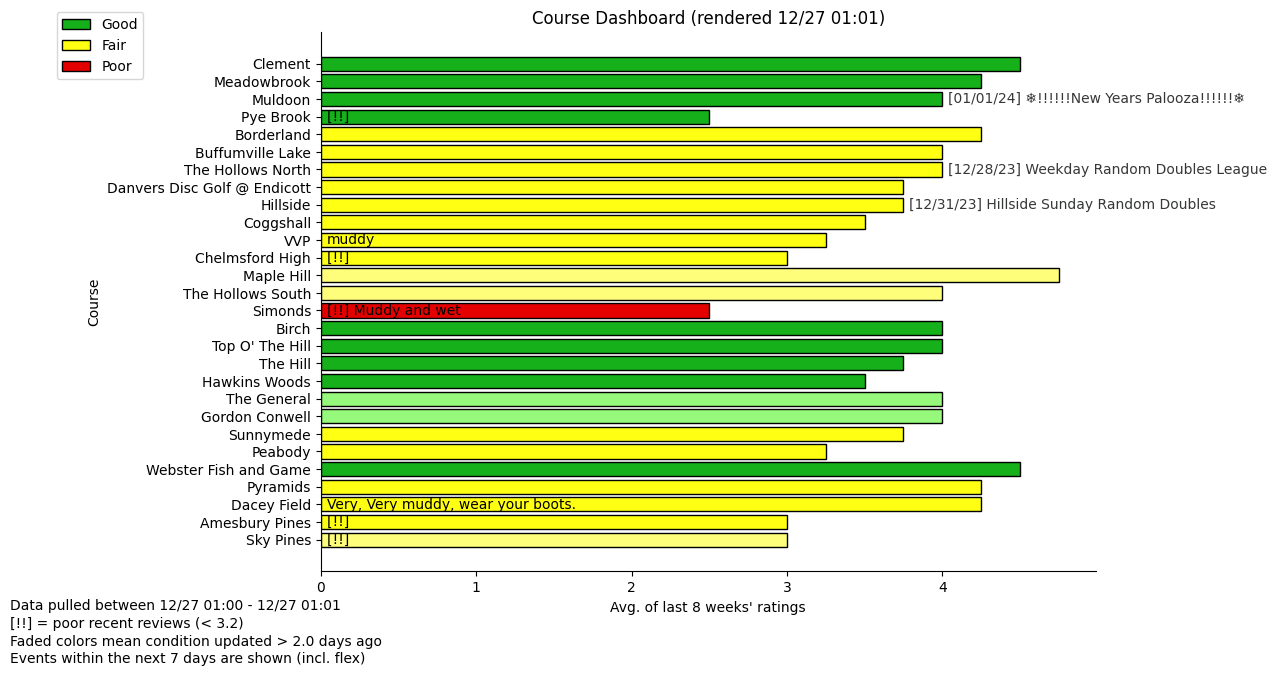 Course Dashboard (rendered 12/27 01:01)
Good
Fair
Poor
Clement
Meadowbrook
Muldoon [01/01/24] ❄!!!!!!New Years Palooza!!!!!!❄
Pye Brook [!!]
Borderland
Buffumville Lake
The Hollows North [12/28/23] Weekday Random Doubles League
Danvers Disc Golf @ Endicott
Hillside [12/31/23] Hillside Sunday Random Doubles
Coggshall
VVP muddy
Chelmsford High [!!]
Maple Hill
The Hollows South
Simonds [!!] Muddy and wet
Birch
Top O' The Hill
The Hill
Hawkins Woods
The General
Gordon Conwell
Sunnymede
Peabody
Webster Fish and Game
Pyramids
Dacey Field Very, Very muddy, wear your boots.
Amesbury Pines [!!]
Sky Pines [!!]
Course
0 1 2 3 4
Avg. of last 8 weeks' ratings
Data pulled between 12/27 01:00 - 12/27 01:01
[!!] = poor recent reviews (< 3.2)
Faded colors mean condition updated > 2.0 days ago
Events within the next 7 days are shown (incl. flex)